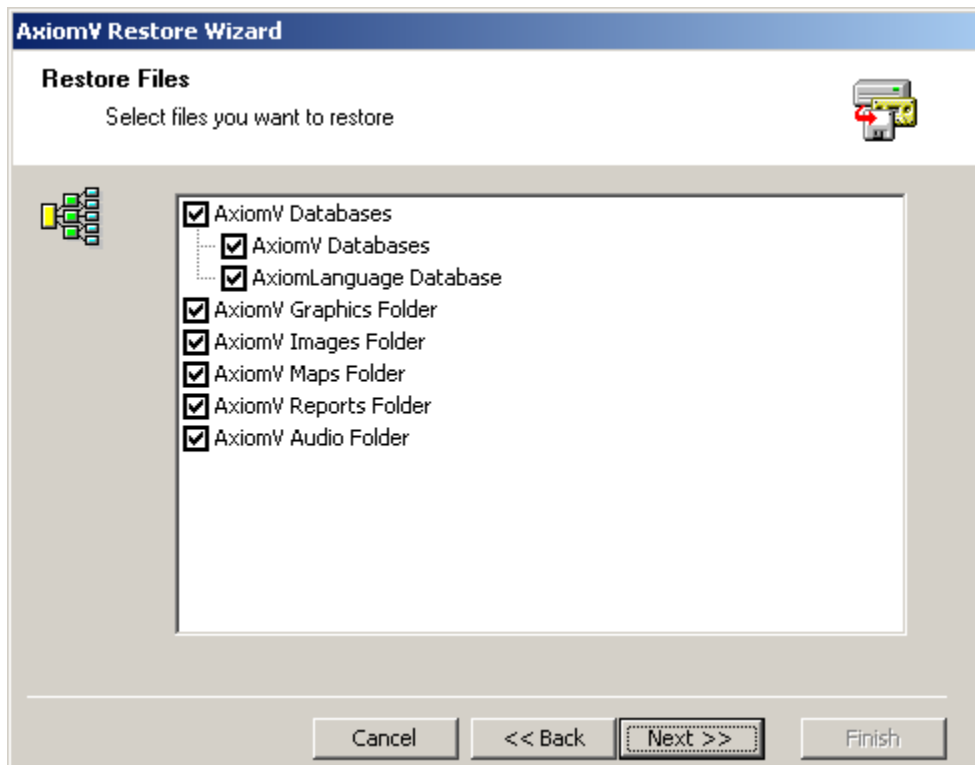 AxiomV Restore Wizard
Restore Files
Select files you want to restore
AxiomV Databases
AxiomV Databases
AxiomLanguage Database
AxiomV Graphics Folder
AxiomV Images Folder
AxiomV Maps Folder
AxiomV Reports Folder
AxiomV Audio Folder
Cancel << Back Next >> Finish